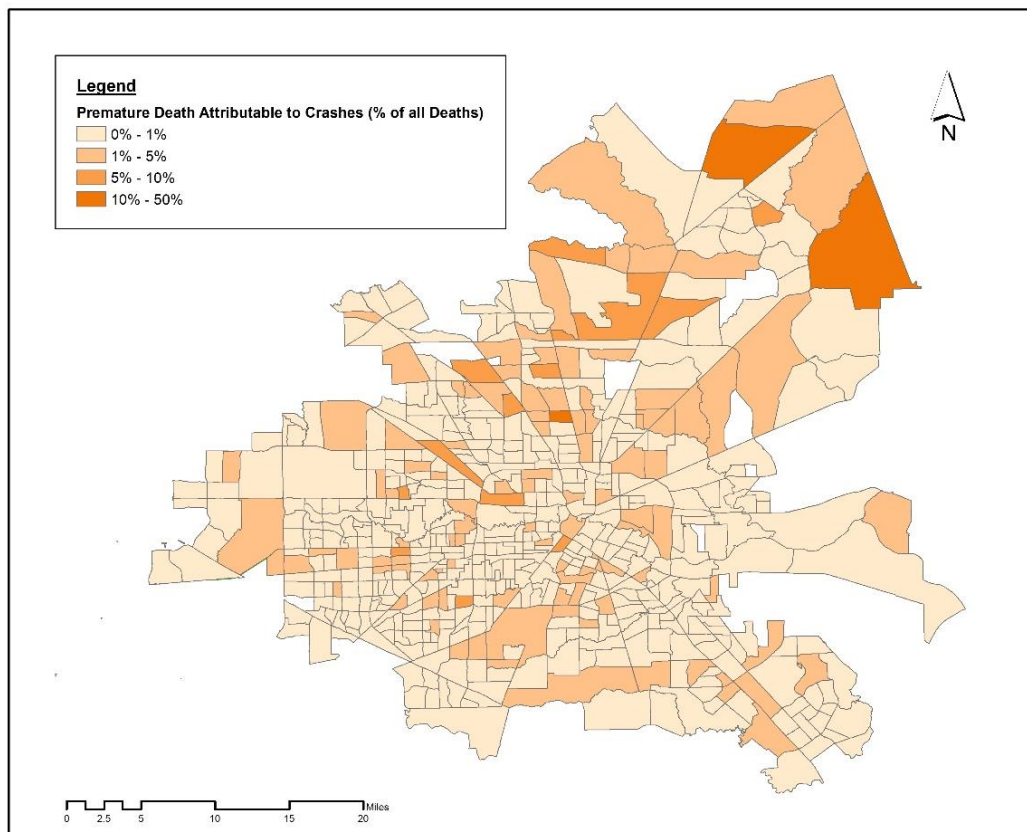 Legend
Premature Death Attributable to Crashes (% of all Deaths)
0% - 1%
1% - 5%
5% - 10%
10% - 50%
N
Miles
0 2.5 5 10 15 20